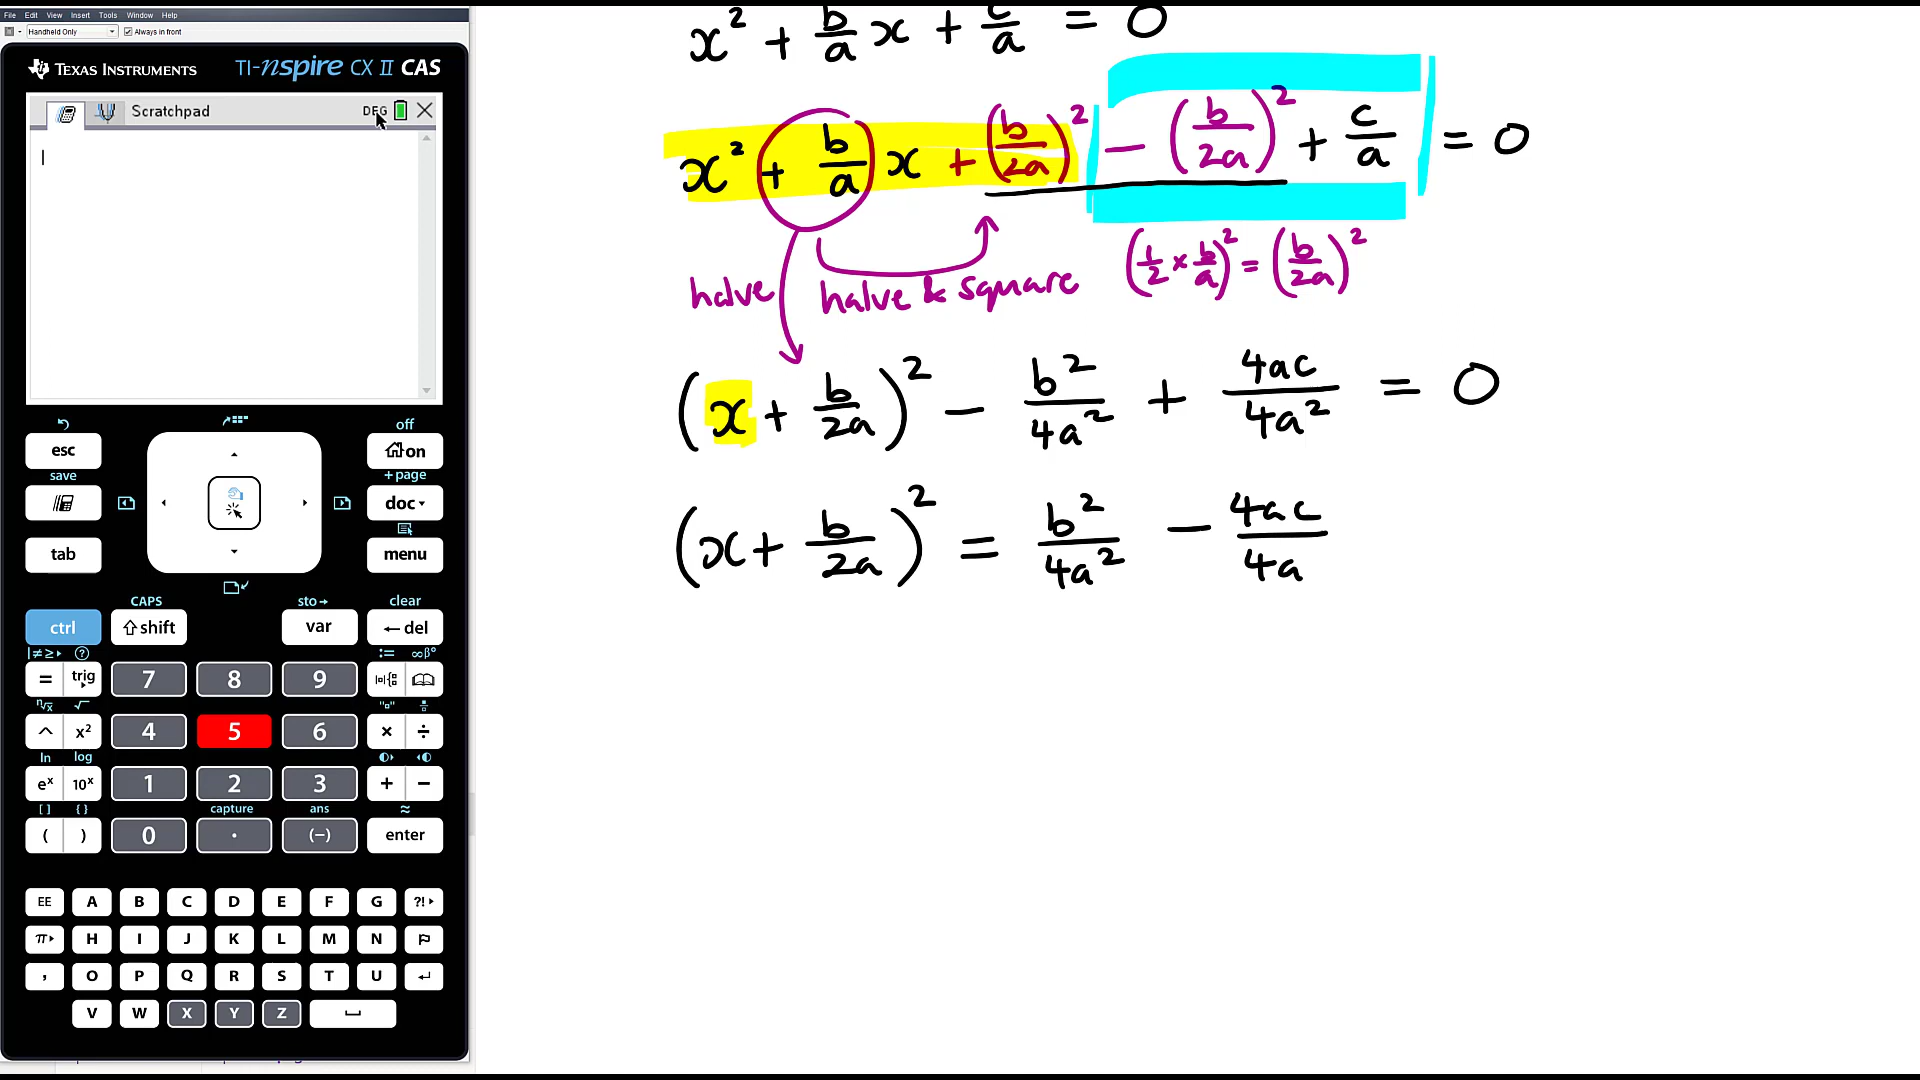 File Edit View Insert Tools Window Help
Handheld Only Always in front
TEXAS INSTRUMENTS TI-nspire CX II CAS
Scratchpad DEG
off
esc on
save +page
doc
tab menu
CAPS sto→ clear
ctrl ⇧shift var ←del
|≠≥▸ ? := ∞β°
= trig 7 8 9
ⁿ√x √ "□"
^ x² 4 5 6 × ÷
ln log
eˣ 10ˣ 1 2 3 + −
[ ] { } capture ans ≈
( ) 0 . (−) enter
EE A B C D E F G ?!▸
π▸ H I J K L M N
, O P Q R S T U ↵
V W X Y Z
x² + b/a x + c/a = 0
x² + b/a x + (b/2a)² − (b/2a)² + c/a = 0
halve halve & square (1/2 × b/a)² = (b/2a)²
(x + b/2a)² − b²/4a² + 4ac/4a² = 0
(x + b/2a)² = b²/4a² − 4ac/4a